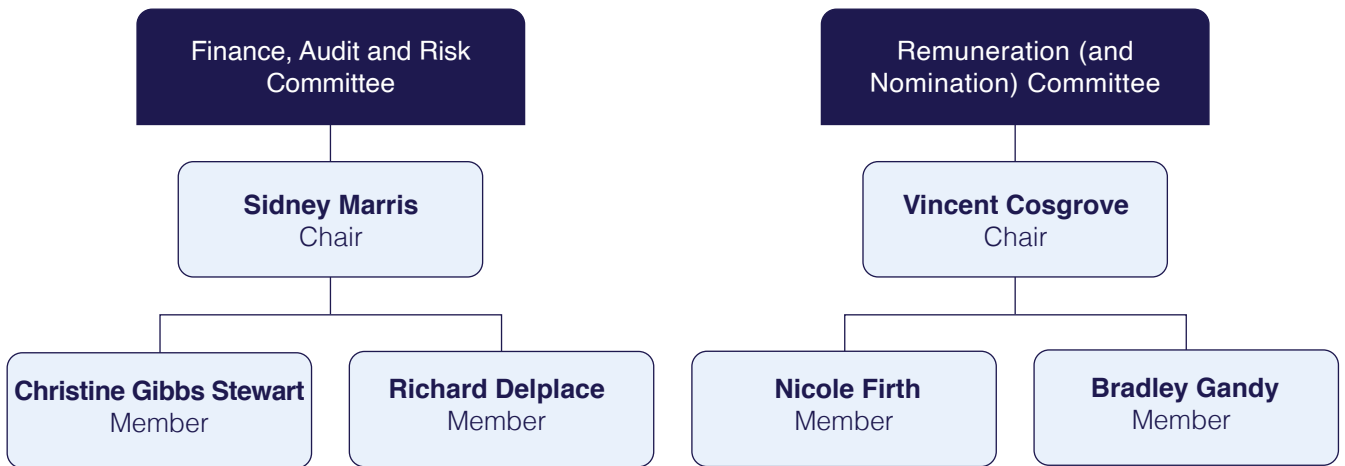 Finance, Audit and Risk
Committee
Sidney Marris
Chair
Christine Gibbs Stewart
Member
Richard Delplace
Member
Remuneration (and
Nomination) Committee
Vincent Cosgrove
Chair
Nicole Firth
Member
Bradley Gandy
Member